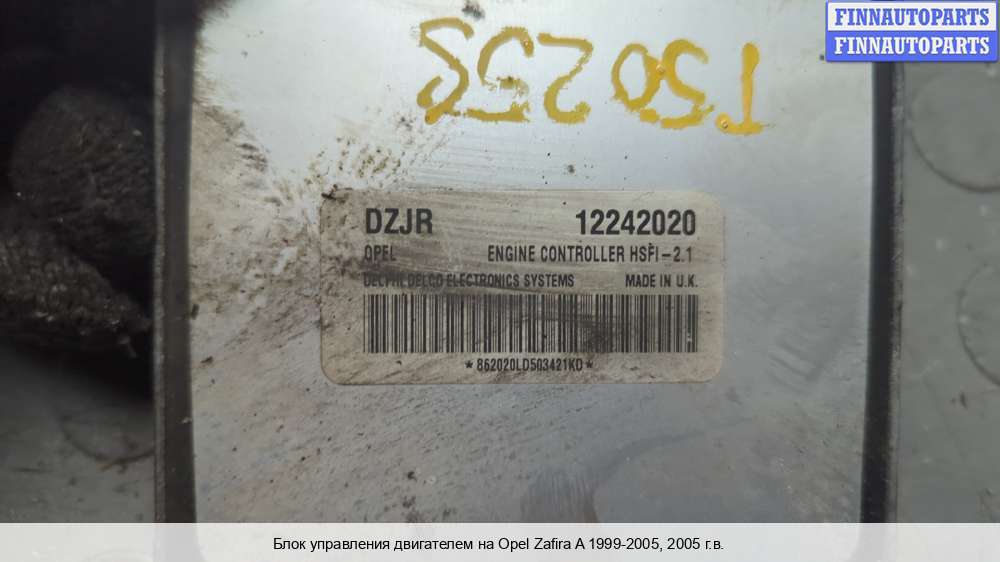 FINNAUTOPARTS
FINNAUTOPARTS
T50258
DZJR 12242020
OPEL ENGINE CONTROLLER HSFI-2.1
DELPHI DELCO ELECTRONICS SYSTEMS MADE IN U.K.
*862020LD503421KD*
Блок управления двигателем на Opel Zafira A 1999-2005, 2005 г.в.